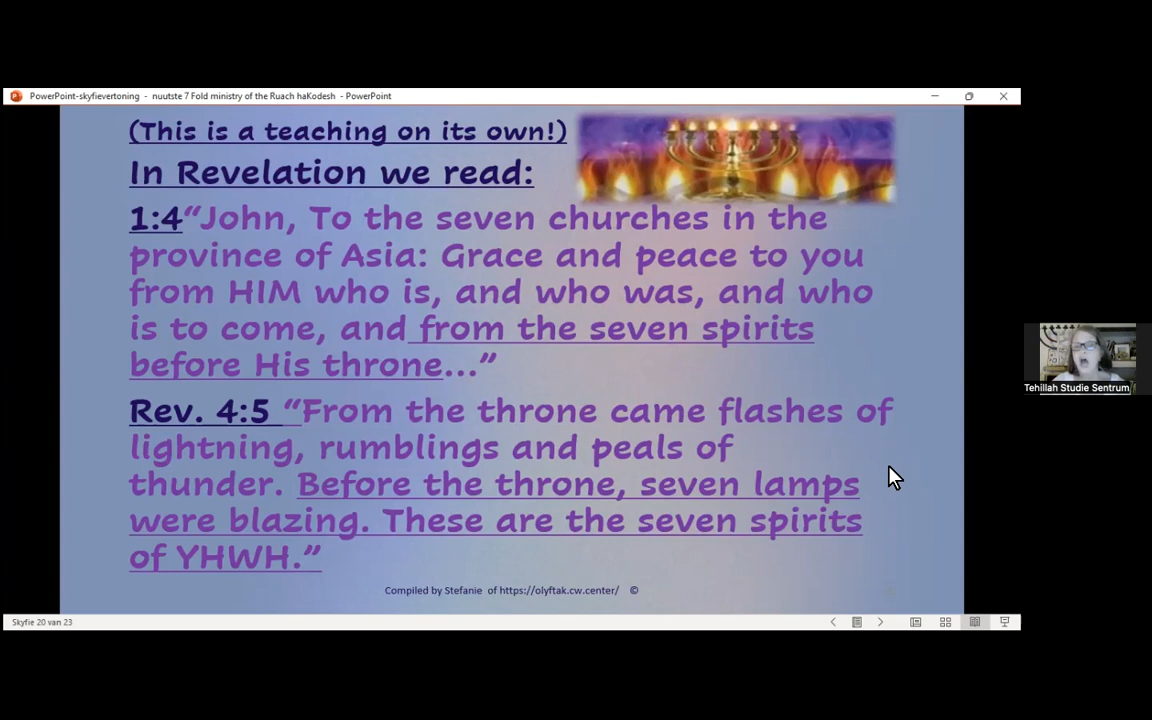 PowerPoint-skyfievertoning - nuutste 7 Fold ministry of the Ruach haKodesh - PowerPoint
(This is a teaching on its own!)
In Revelation we read:
1:4“John, To the seven churches in the
province of Asia: Grace and peace to you
from HIM who is, and who was, and who
is to come, and from the seven spirits
before His throne...”
Rev. 4:5 “From the throne came flashes of
lightning, rumblings and peals of
thunder. Before the throne, seven lamps
were blazing. These are the seven spirits
of YHWH.”
Compiled by Stefanie of https://olyftak.cw.center/ ©
Skyfie 20 van 23
Tehillah Studie Sentrum